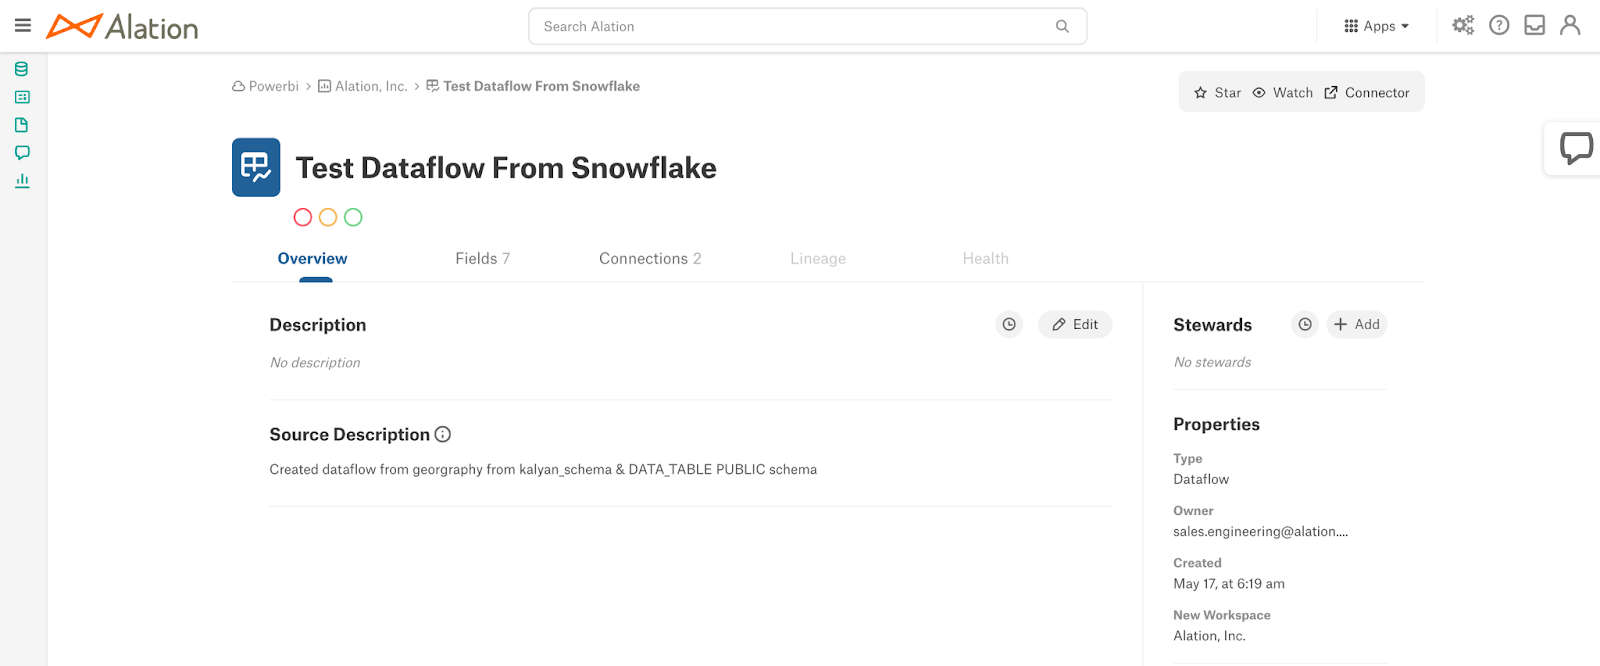 Alation
Search Alation
Apps
Powerbi > Alation, Inc. > Test Dataflow From Snowflake
Star Watch Connector
Test Dataflow From Snowflake
Overview Fields 7 Connections 2 Lineage Health
Description
Edit
No description
Source Description
Created dataflow from georgraphy from kalyan_schema & DATA_TABLE PUBLIC schema
Stewards
+ Add
No stewards
Properties
Type
Dataflow
Owner
sales.engineering@alation....
Created
May 17, at 6:19 am
New Workspace
Alation, Inc.